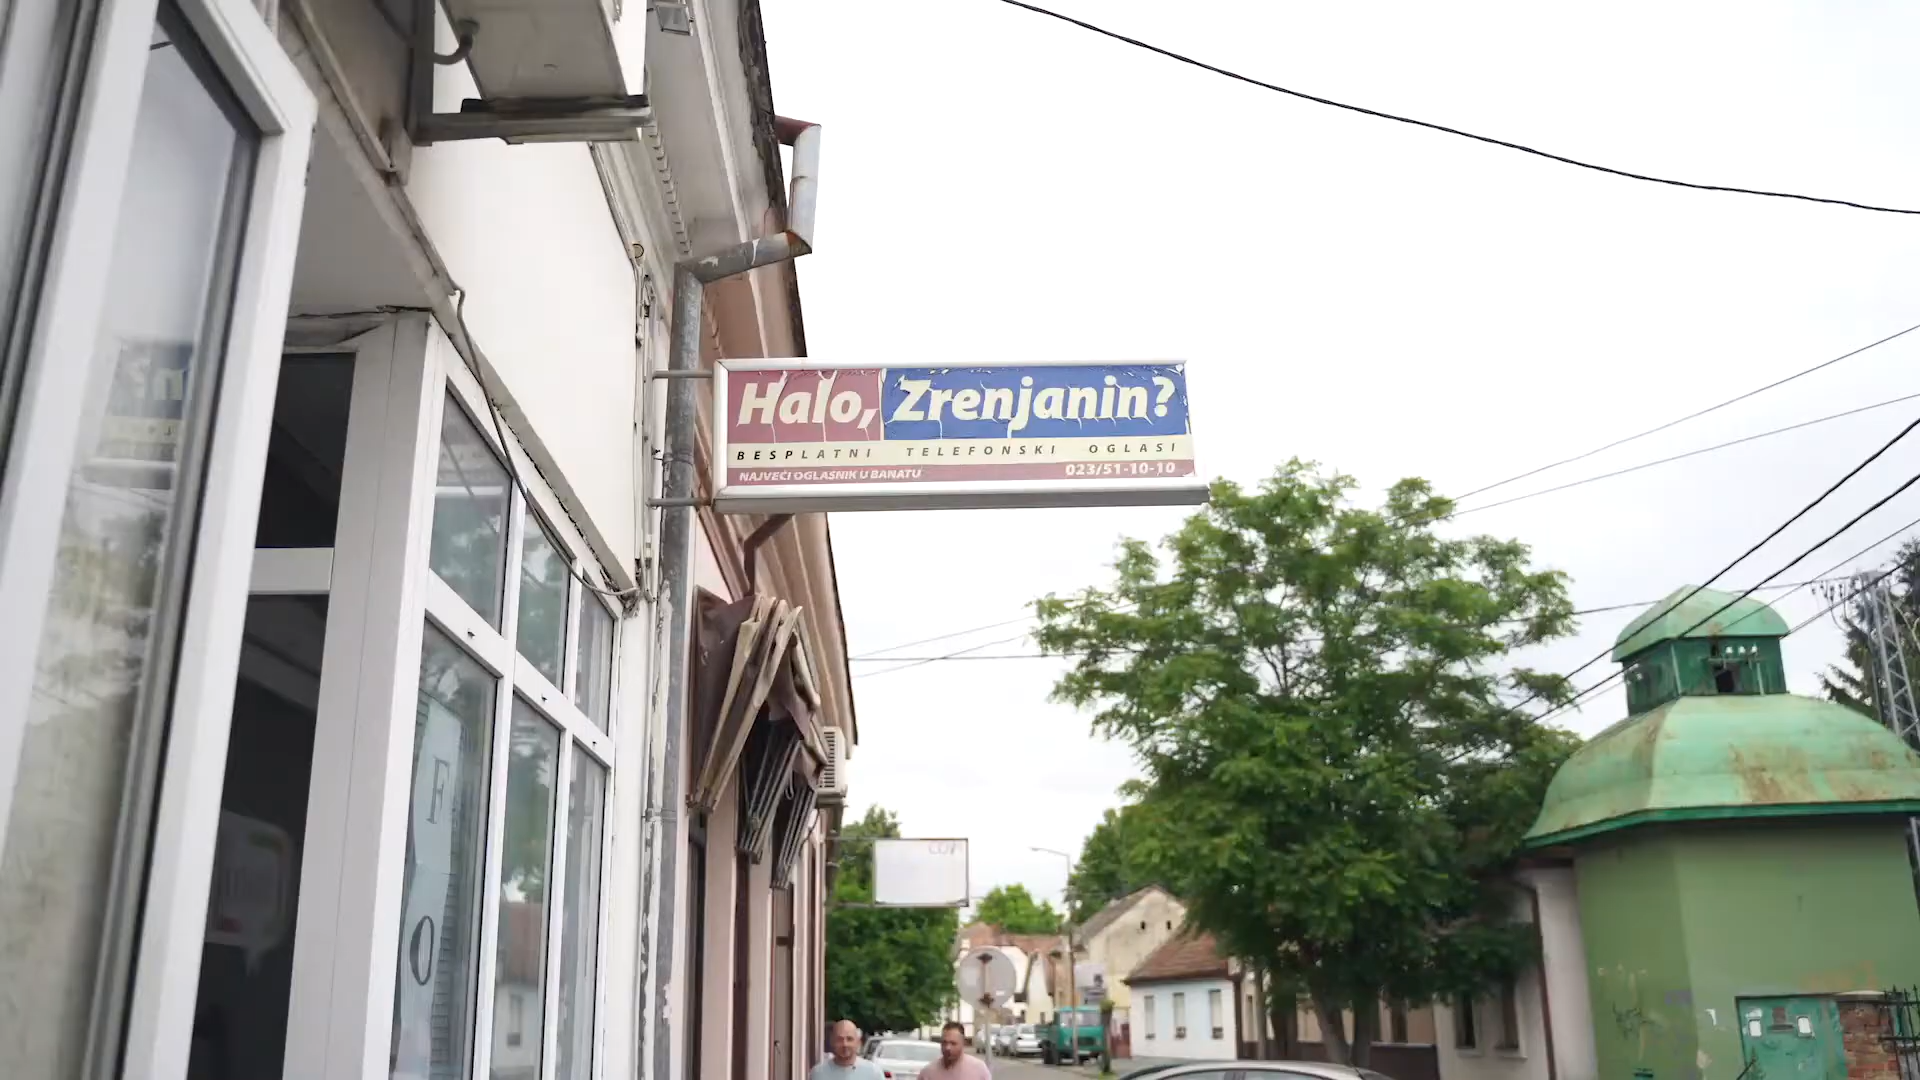 Halo, Zrenjanin?
BESPLATNI TELEFONSKI OGLASI
NAJVEĆI OGLASNIK U BANATU 023/51-10-10
F
O